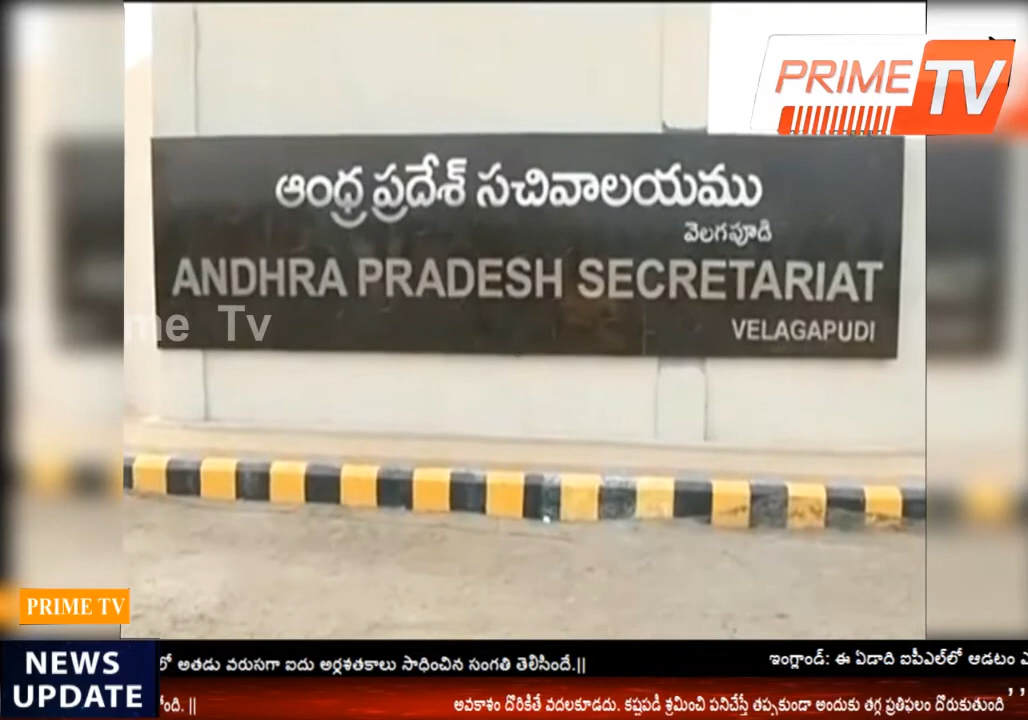 PRIME TV
ఆంధ్ర ప్రదేశ్ సచివాలయము
వెలగపూడి
ANDHRA PRADESH SECRETARIAT
VELAGAPUDI
me Tv
PRIME TV
NEWS UPDATE
అతడు వరుసగా ఐదు అర్ధశతకాలు సాధించిన సంగతి తెలిసిందే.|| ఇంగ్లాండ్: ఈ ఏడాది ఐపీఎల్‌లో ఆడటం
అవకాశం దొరికితే వదలకూడదు. కష్టపడి శ్రమించి పనిచేస్తే తప్పకుండా అందుకు తగ్గ ప్రతిఫలం దొరుకుతుంది ''